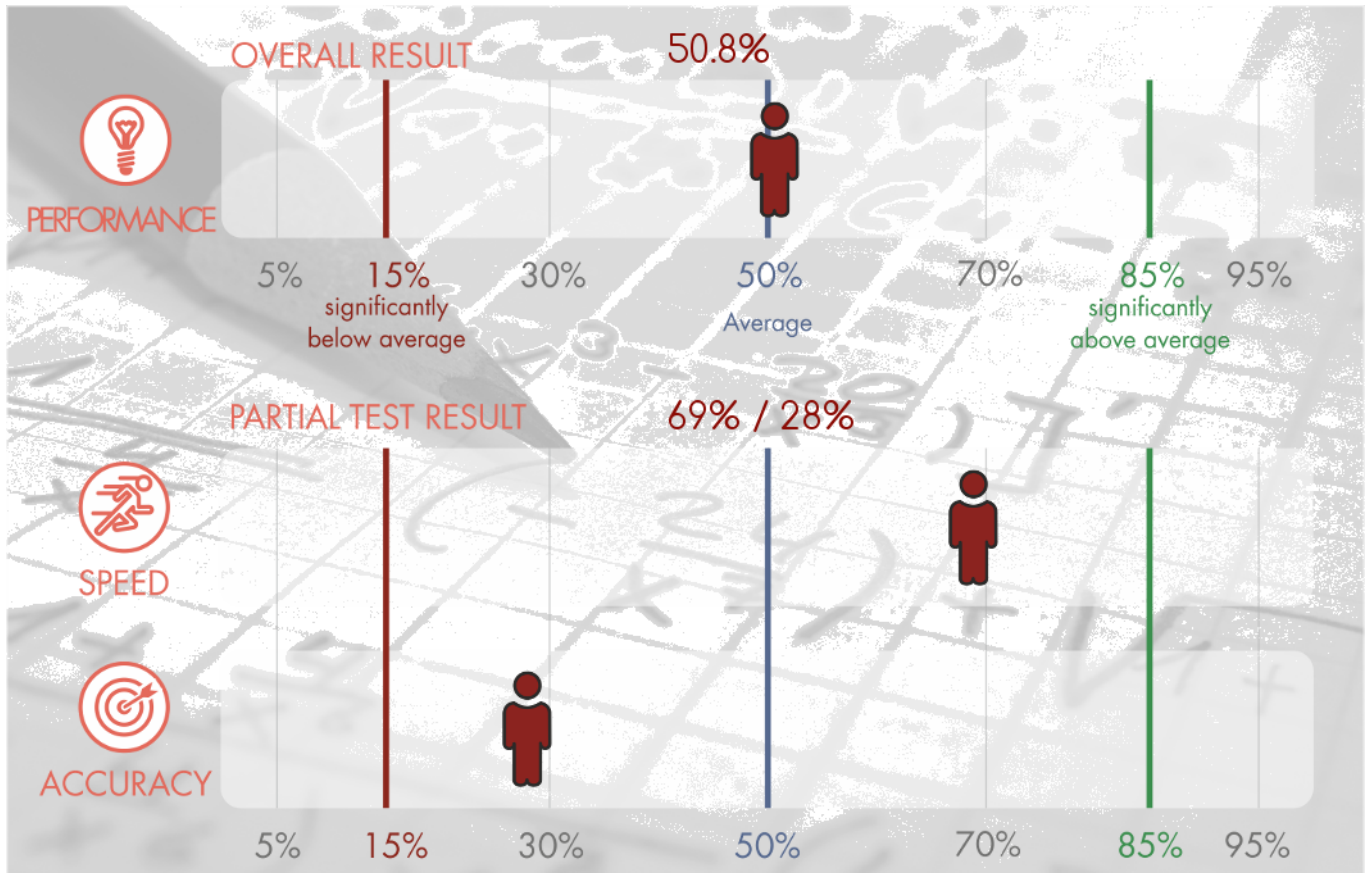 OVERALL RESULT 50.8%
PERFORMANCE
5% 15% 30% 50% 70% 85% 95%
significantly
below average
Average
significantly
above average
PARTIAL TEST RESULT 69% / 28%
SPEED
ACCURACY
5% 15% 30% 50% 70% 85% 95%